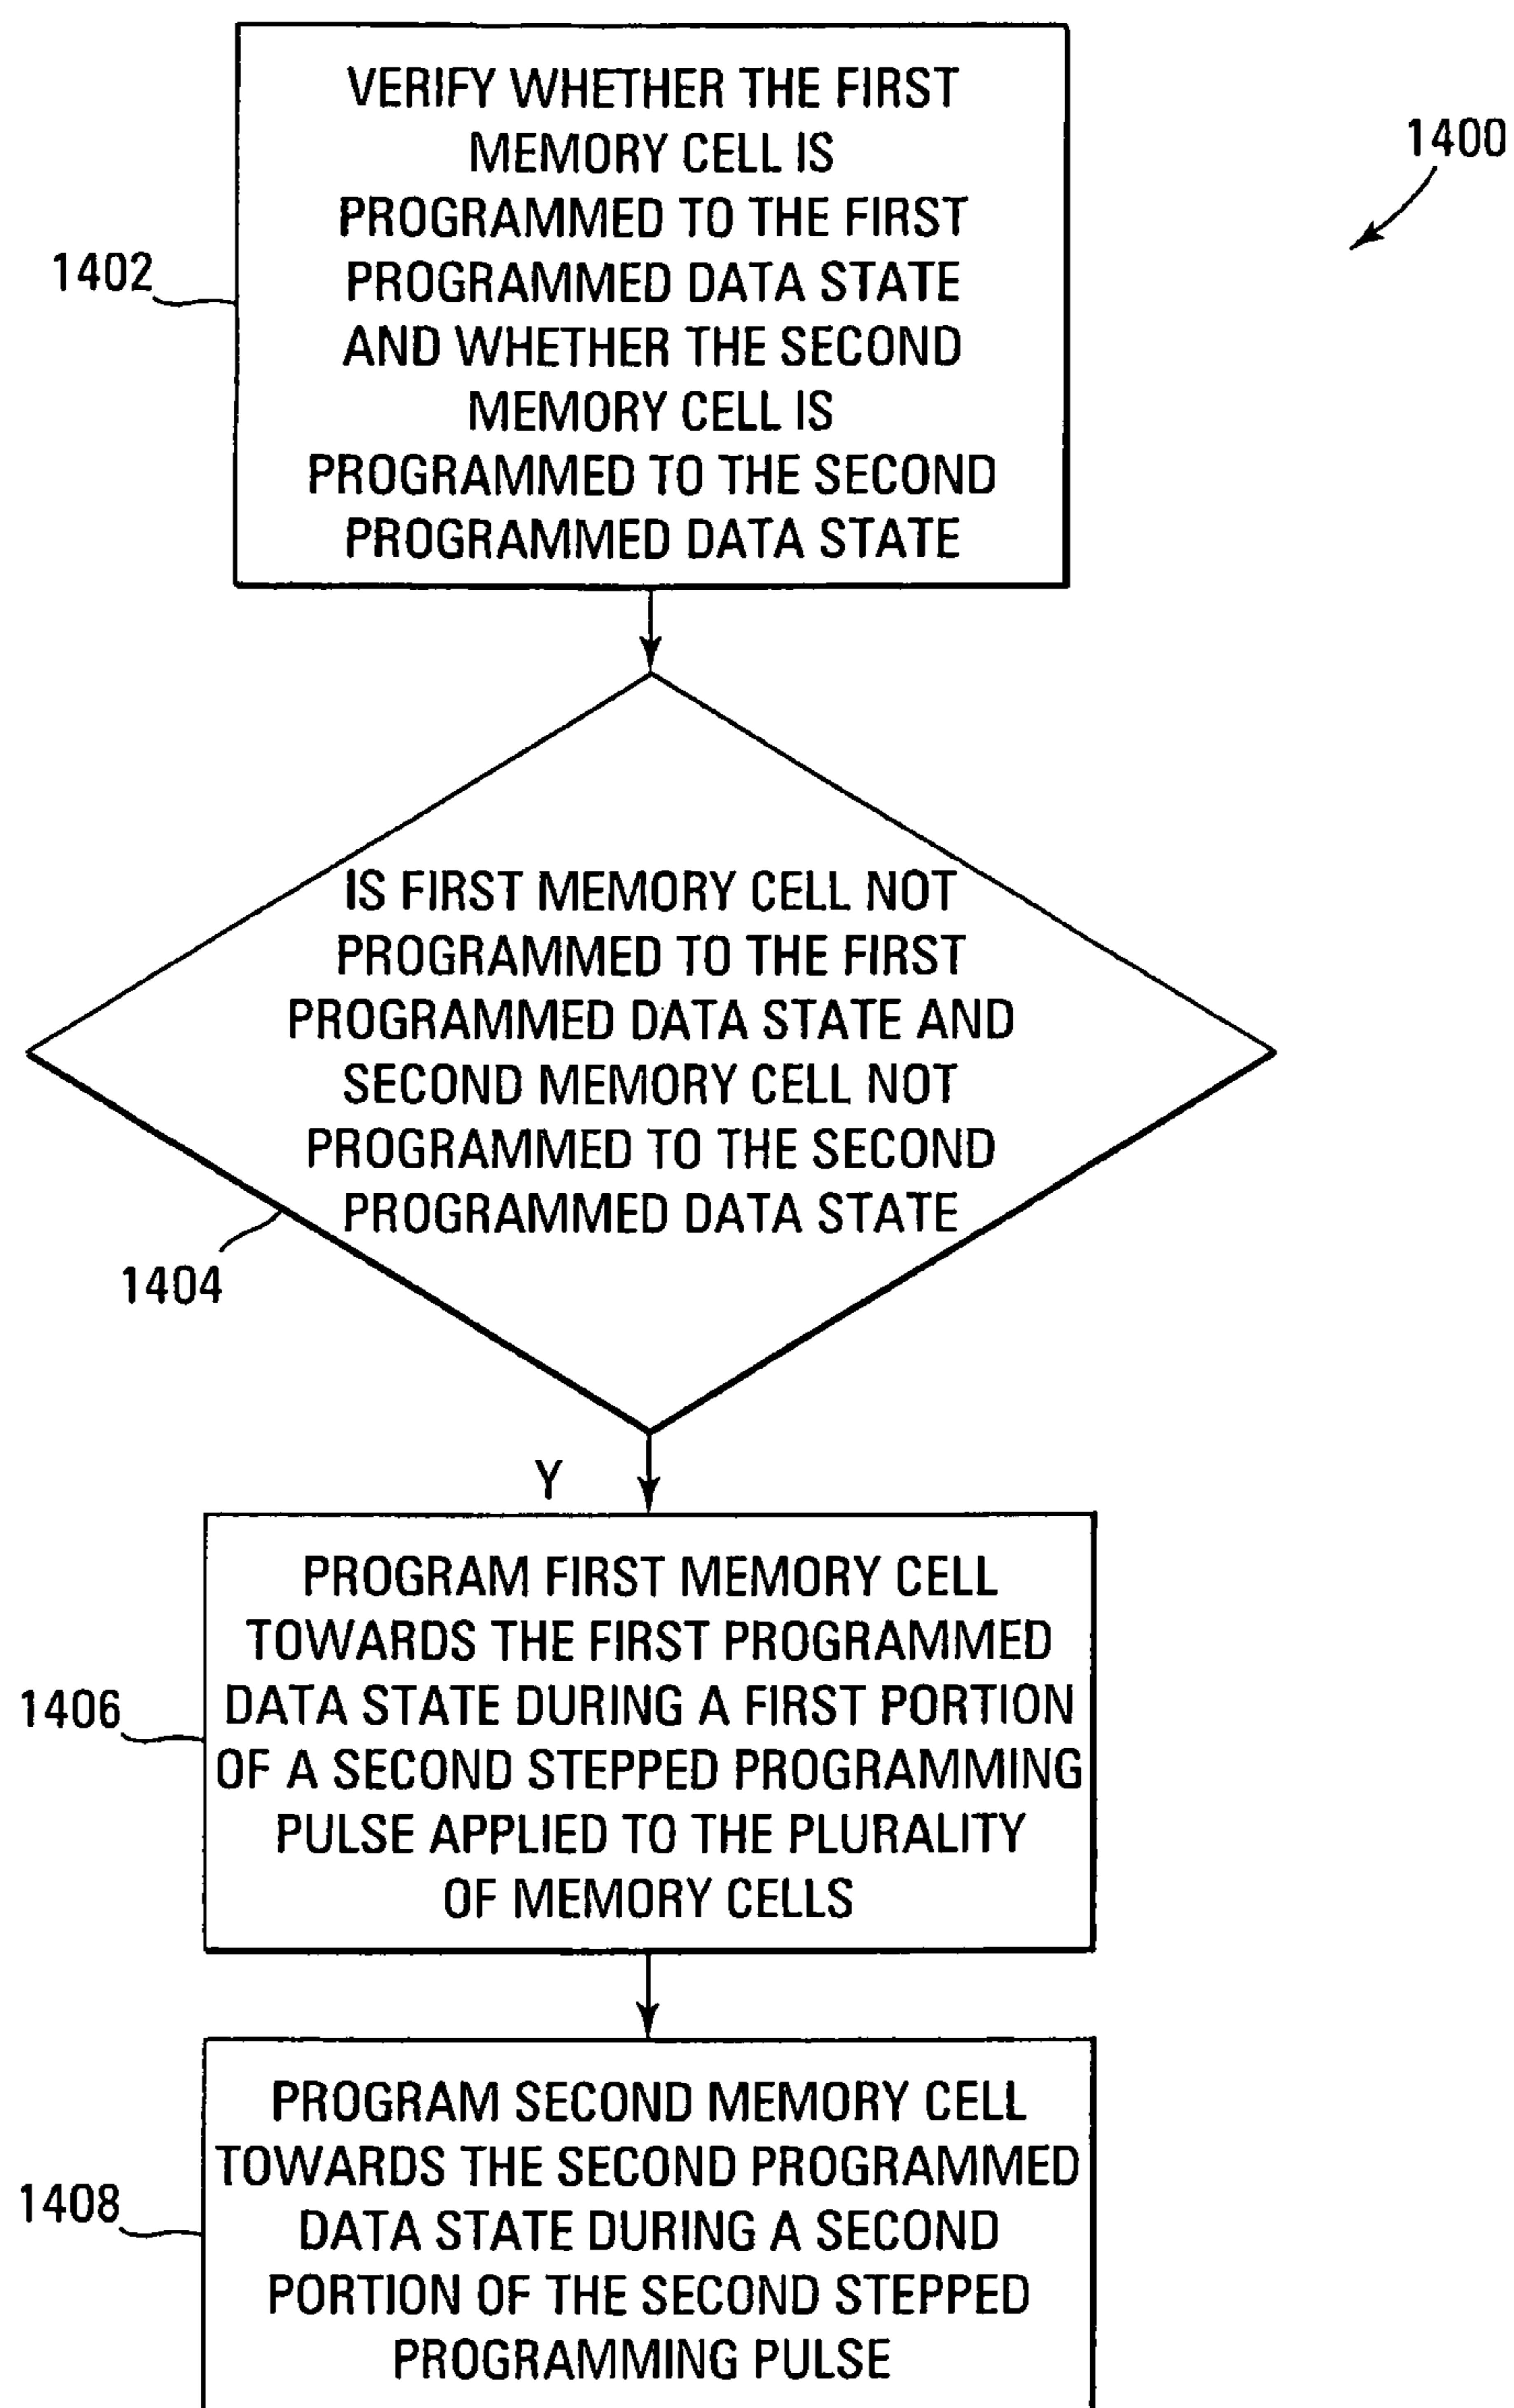 VERIFY WHETHER THE FIRST
MEMORY CELL IS
PROGRAMMED TO THE FIRST
PROGRAMMED DATA STATE
AND WHETHER THE SECOND
MEMORY CELL IS
PROGRAMMED TO THE SECOND
PROGRAMMED DATA STATE
1400
1402
IS FIRST MEMORY CELL NOT
PROGRAMMED TO THE FIRST
PROGRAMMED DATA STATE AND
SECOND MEMORY CELL NOT
PROGRAMMED TO THE SECOND
PROGRAMMED DATA STATE
1404
Y
PROGRAM FIRST MEMORY CELL
TOWARDS THE FIRST PROGRAMMED
DATA STATE DURING A FIRST PORTION
OF A SECOND STEPPED PROGRAMMING
PULSE APPLIED TO THE PLURALITY
OF MEMORY CELLS
1406
PROGRAM SECOND MEMORY CELL
TOWARDS THE SECOND PROGRAMMED
DATA STATE DURING A SECOND
PORTION OF THE SECOND STEPPED
PROGRAMMING PULSE
1408